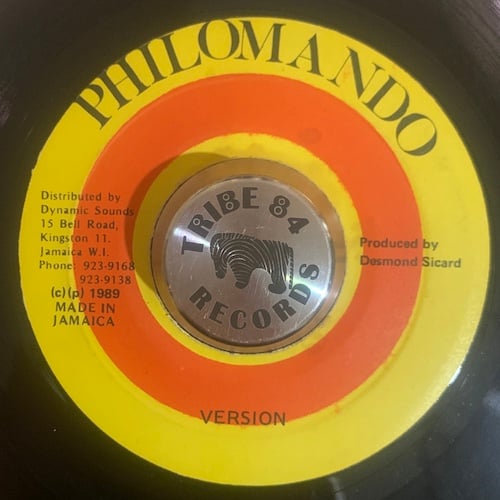 PHILOMANDO
Distributed by
Dynamic Sounds
15 Bell Road,
Kingston 11.
Jamaica W.I.
Phone: 923-9168
923-9138
(c)(p) 1989
MADE IN
JAMAICA
TRIBE 84
RECORDS
Produced by
Desmond Sicard
VERSION